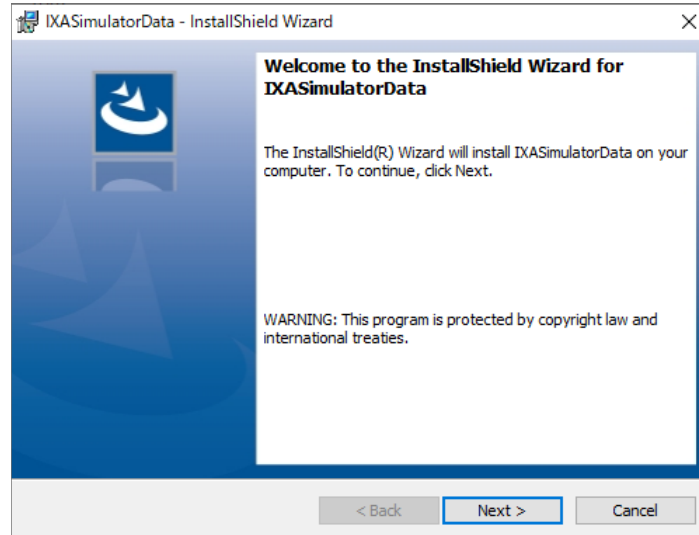 IXASimulatorData - InstallShield Wizard
Welcome to the InstallShield Wizard for
IXASimulatorData
The InstallShield(R) Wizard will install IXASimulatorData on your
computer. To continue, click Next.
WARNING: This program is protected by copyright law and
international treaties.
< Back
Next >
Cancel